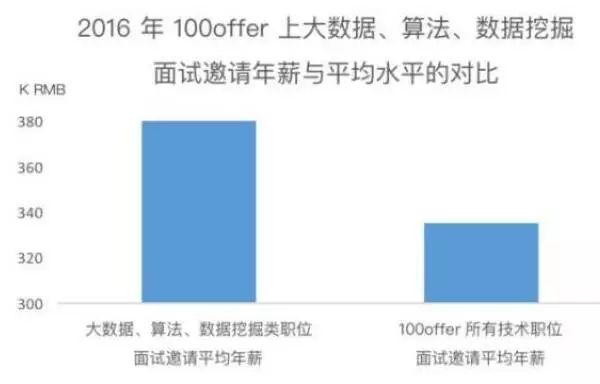 2016 年 100offer 上大数据、算法、数据挖掘
面试邀请年薪与平均水平的对比
K RMB
380
360
340
320
300
大数据、算法、数据挖掘类职位
面试邀请平均年薪
100offer 所有技术职位
面试邀请平均年薪